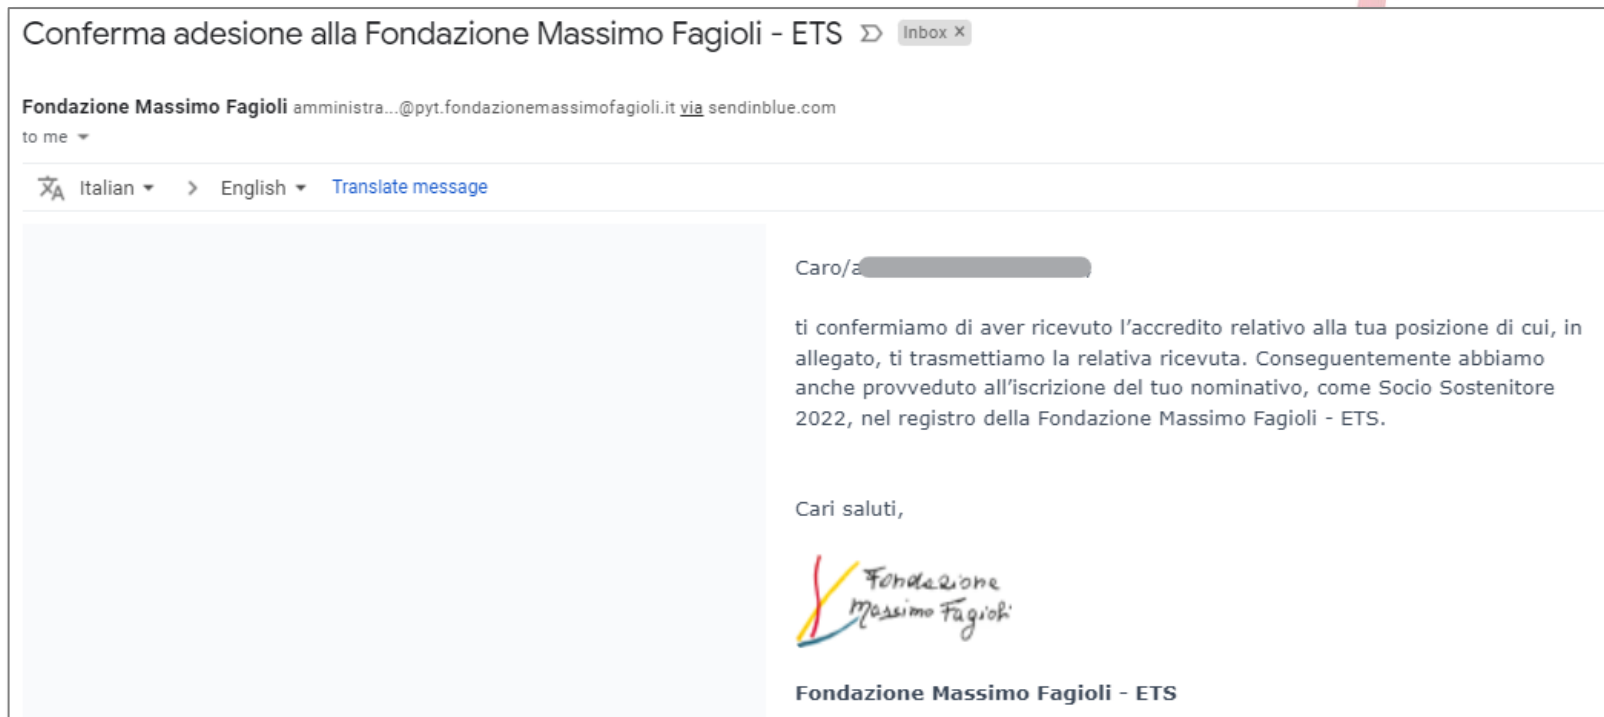 Conferma adesione alla Fondazione Massimo Fagioli - ETS Inbox ×
Fondazione Massimo Fagioli amministra...@pyt.fondazionemassimofagioli.it via sendinblue.com
to me
Italian > English Translate message
Caro/a
ti confermiamo di aver ricevuto l’accredito relativo alla tua posizione di cui, in
allegato, ti trasmettiamo la relativa ricevuta. Conseguentemente abbiamo
anche provveduto all’iscrizione del tuo nominativo, come Socio Sostenitore
2022, nel registro della Fondazione Massimo Fagioli - ETS.
Cari saluti,
Fondazione
Massimo Fagioli
Fondazione Massimo Fagioli - ETS